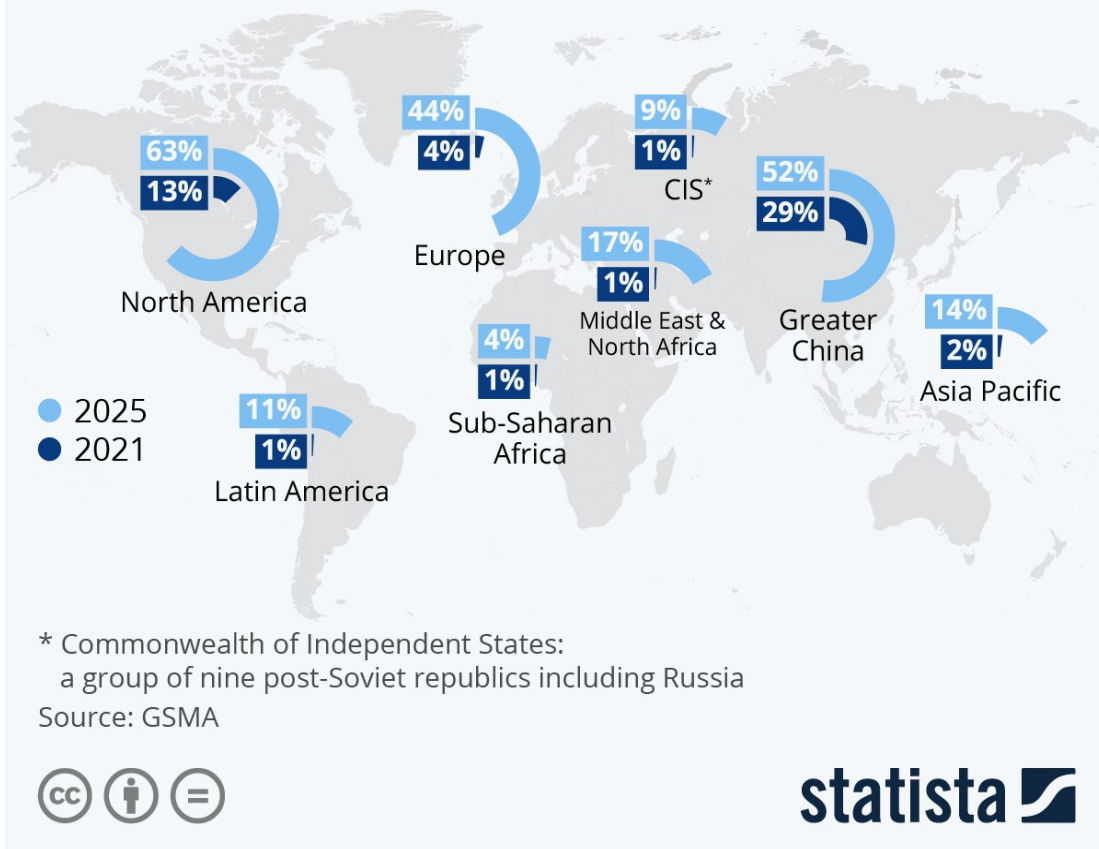 63%
13%
North America
44%
4%
Europe
9%
1%
CIS*
52%
29%
Greater
China
17%
1%
Middle East &
North Africa
14%
2%
Asia Pacific
4%
1%
Sub-Saharan
Africa
11%
1%
Latin America
2025
2021
* Commonwealth of Independent States:
a group of nine post-Soviet republics including Russia
Source: GSMA
cc
=
statista